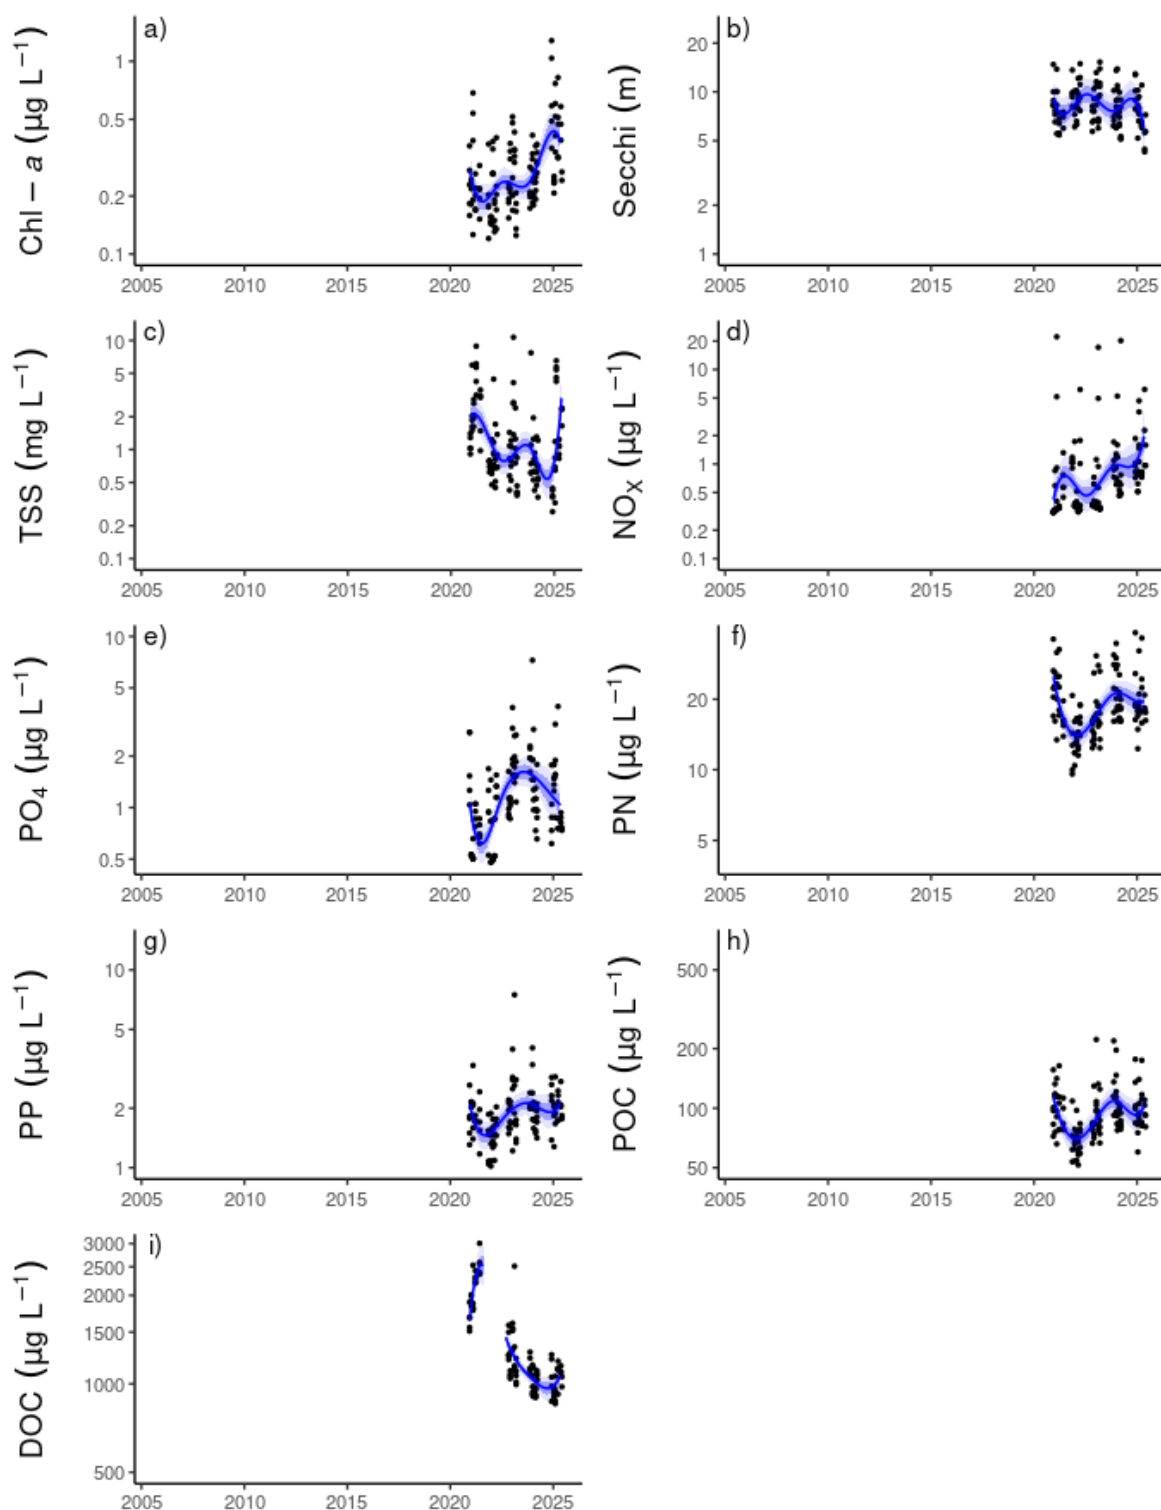 a)
Chl − a (µg L−1)
1
0.5
0.2
0.1
2005 2010 2015 2020 2025
b)
Secchi (m)
20
10
5
2
1
2005 2010 2015 2020 2025
c)
TSS (mg L−1)
10
5
2
1
0.5
0.2
0.1
2005 2010 2015 2020 2025
d)
NOX (µg L−1)
20
10
5
2
1
0.5
0.2
0.1
2005 2010 2015 2020 2025
e)
PO4 (µg L−1)
10
5
2
1
0.5
2005 2010 2015 2020 2025
f)
PN (µg L−1)
20
10
5
2005 2010 2015 2020 2025
g)
PP (µg L−1)
10
5
2
1
2005 2010 2015 2020 2025
h)
POC (µg L−1)
500
200
100
50
2005 2010 2015 2020 2025
i)
DOC (µg L−1)
3000
2500
2000
1500
1000
500
2005 2010 2015 2020 2025